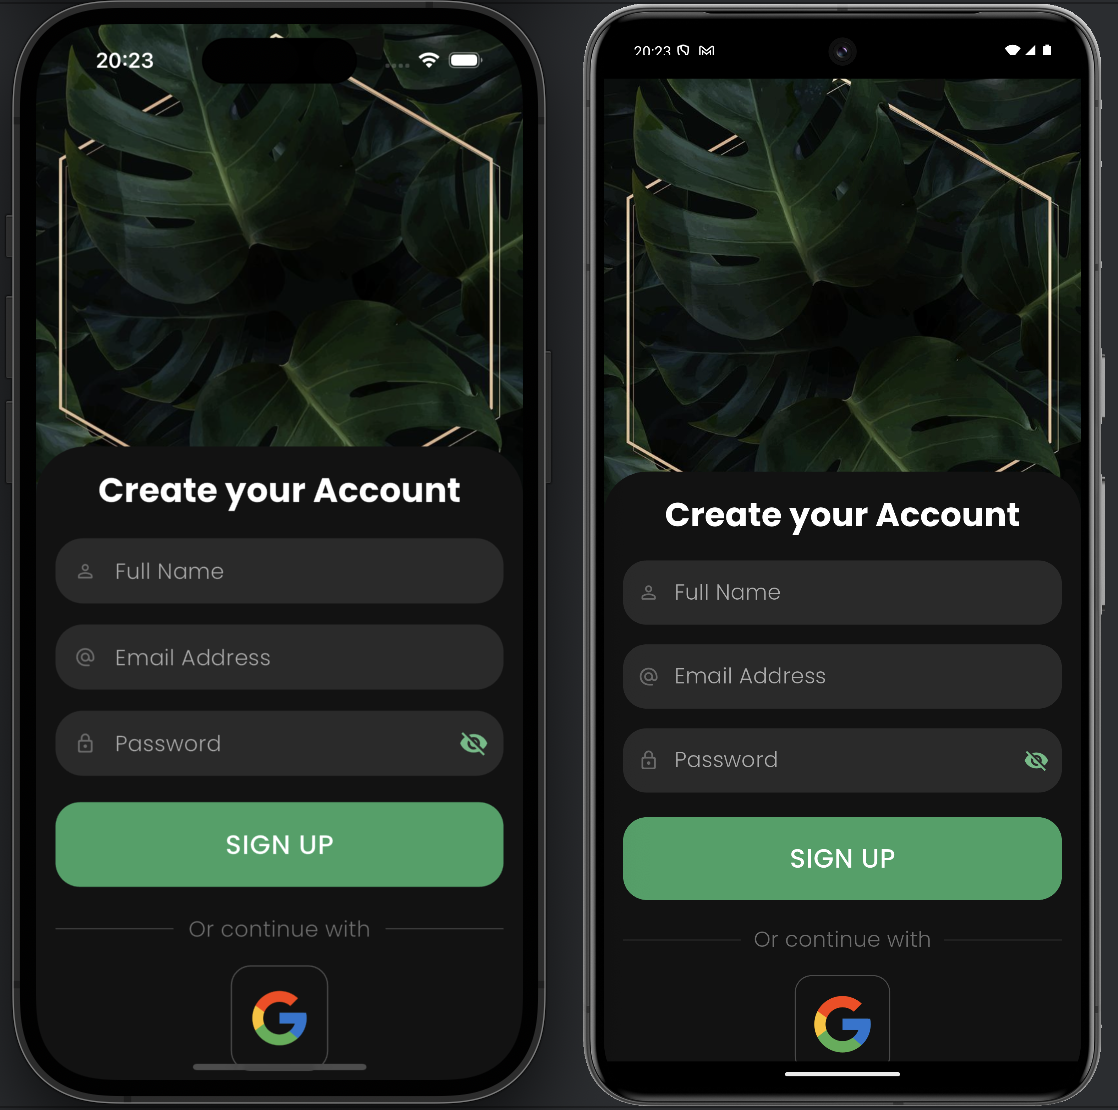 20:23
Create your Account
Full Name
Email Address
Password
SIGN UP
Or continue with
20:23
Create your Account
Full Name
Email Address
Password
SIGN UP
Or continue with